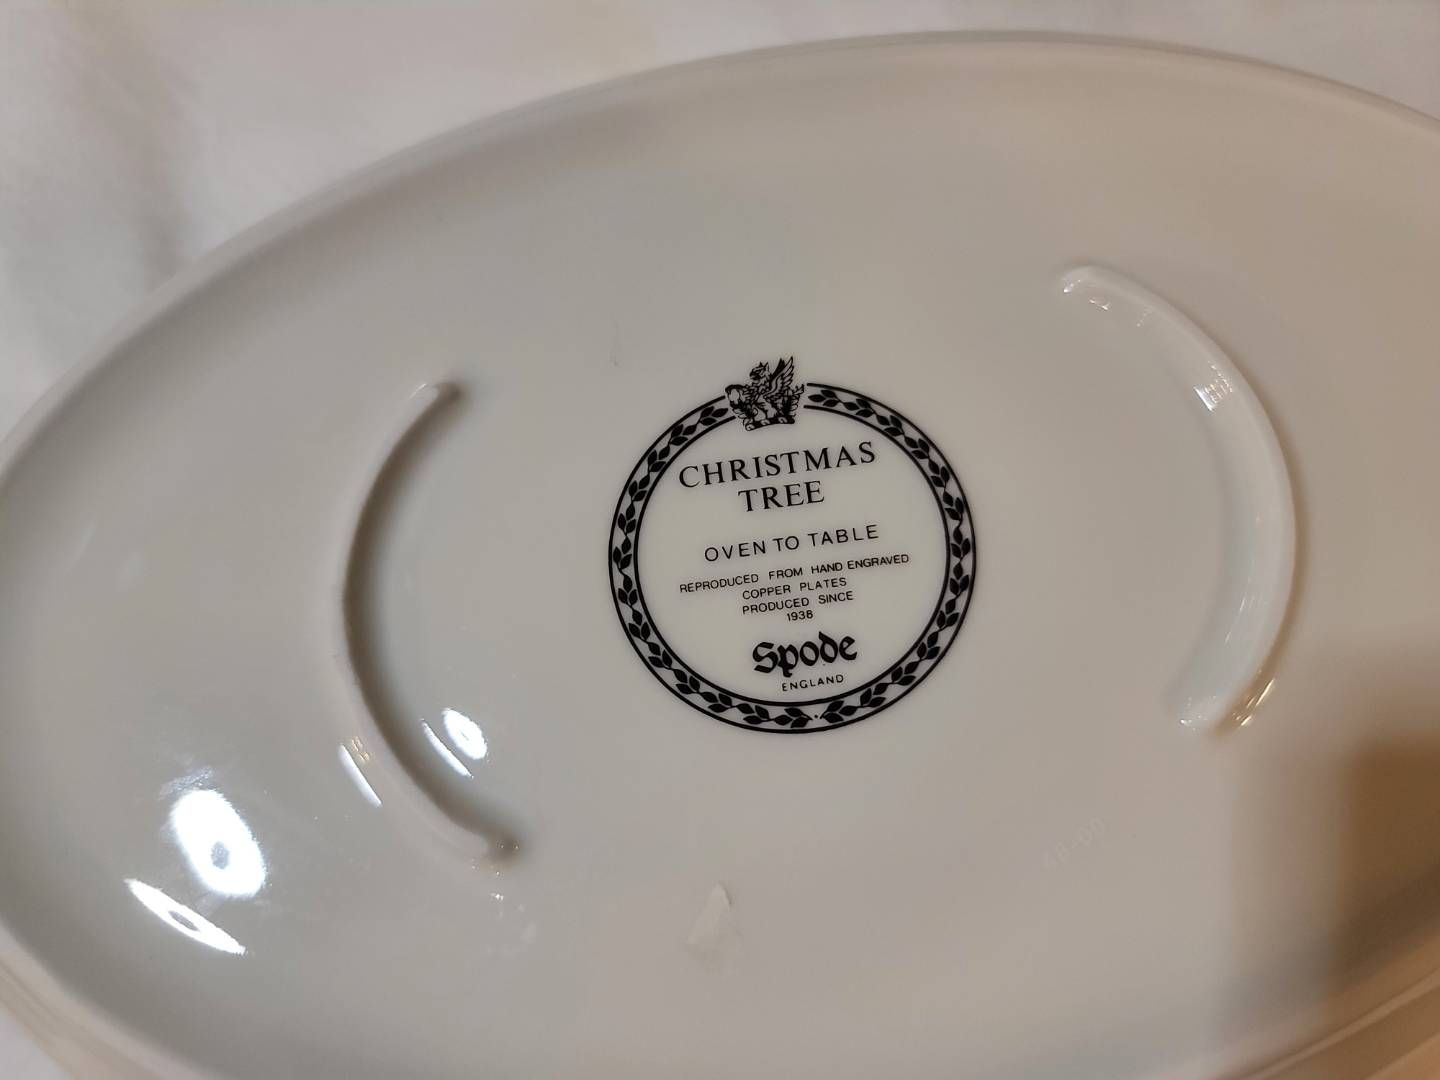 CHRISTMAS
TREE
OVEN TO TABLE
REPRODUCED FROM HAND ENGRAVED
COPPER PLATES
PRODUCED SINCE
1938
Spode
ENGLAND